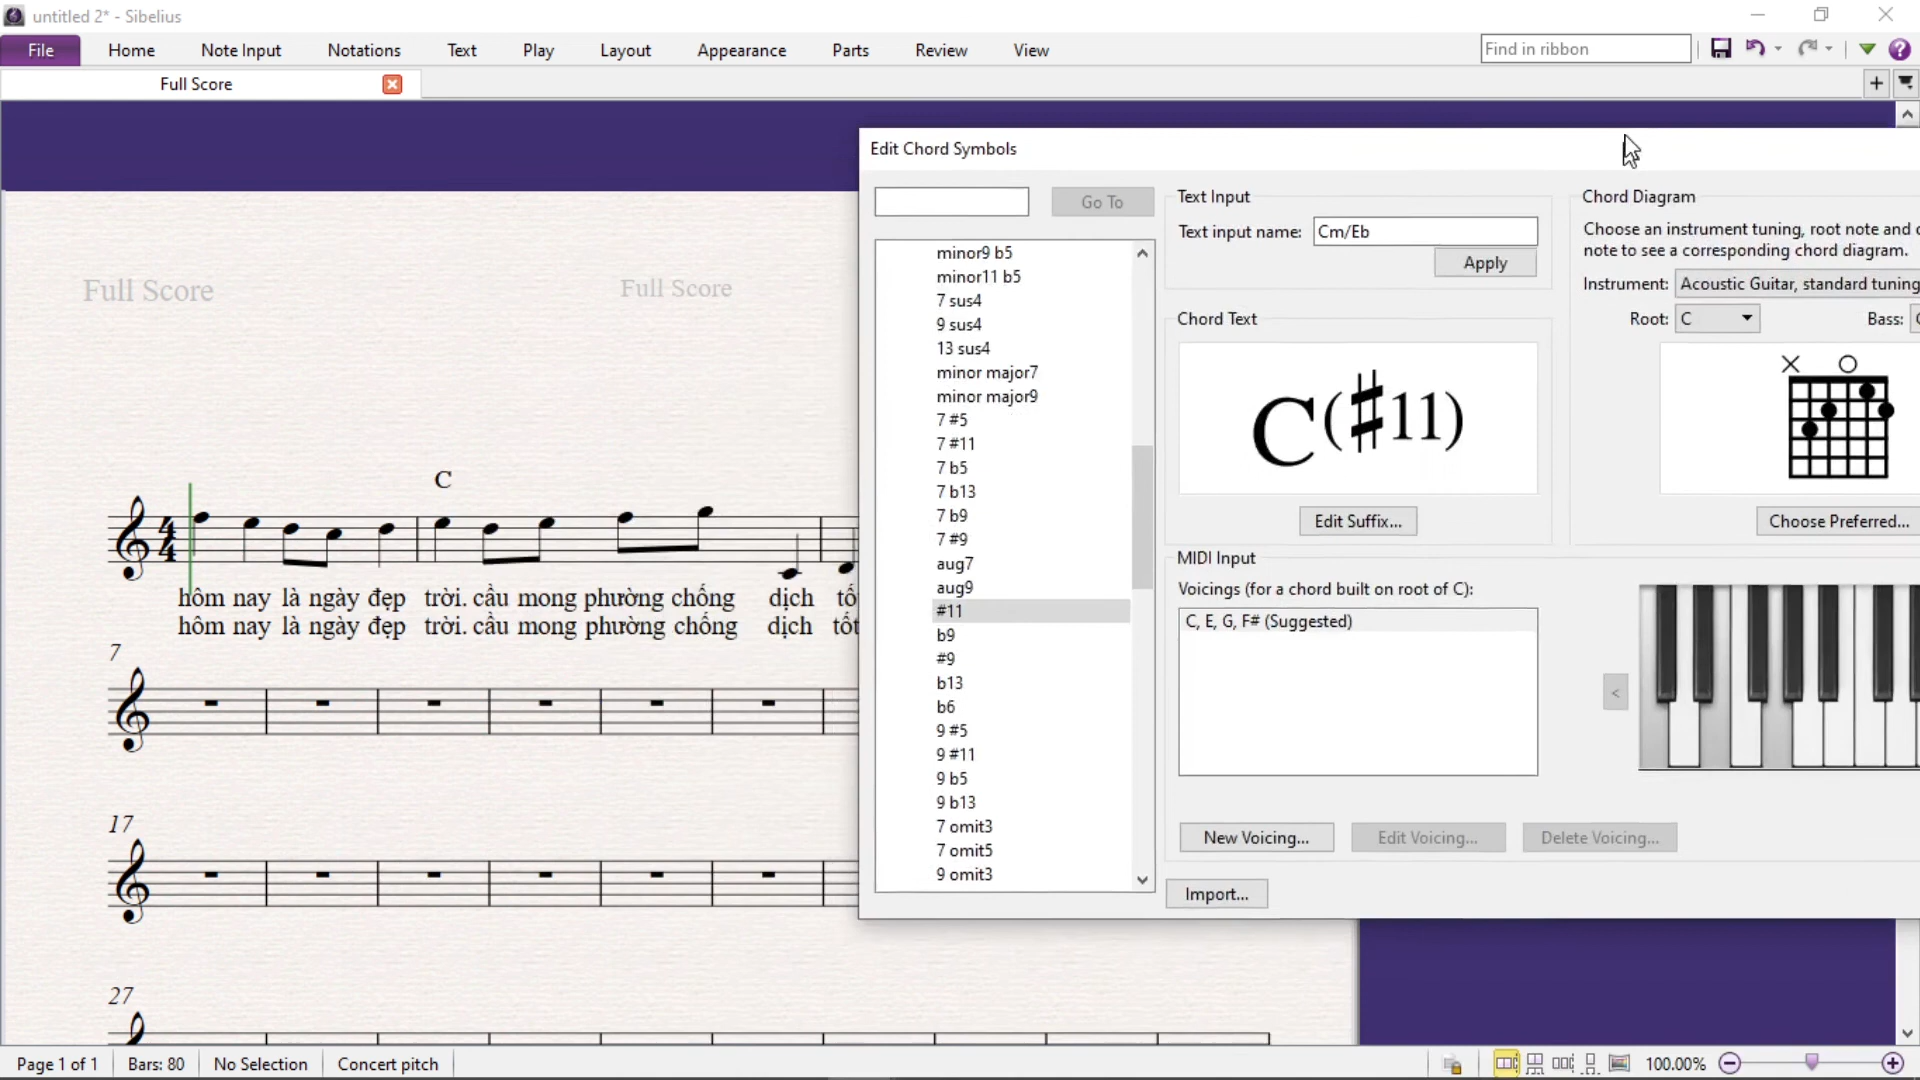 untitled 2* - Sibelius
File Home Note Input Notations Text Play Layout Appearance Parts Review View Find in ribbon
Full Score
Edit Chord Symbols
Go To
minor9 b5
minor11 b5
7 sus4
9 sus4
13 sus4
minor major7
minor major9
7 #5
7 #11
7 b5
7 b13
7 b9
7 #9
aug7
aug9
#11
b9
#9
b13
b6
9 #5
9 #11
9 b5
9 b13
7 omit3
7 omit5
9 omit3
Text Input
Text input name: Cm/Eb
Apply
Chord Text
C(♯11)
Edit Suffix...
Chord Diagram
Choose an instrument tuning, root note and
note to see a corresponding chord diagram.
Instrument: Acoustic Guitar, standard tuning
Root: C Bass:
Choose Preferred...
MIDI Input
Voicings (for a chord built on root of C):
C, E, G, F# (Suggested)
<
New Voicing... Edit Voicing... Delete Voicing...
Import...
Full Score Full Score
C
hôm nay là ngày đẹp trời. cầu mong phường chống dịch tố
hôm nay là ngày đẹp trời. cầu mong phường chống dịch tốt
7
17
27
Page 1 of 1 Bars: 80 No Selection Concert pitch 100.00%